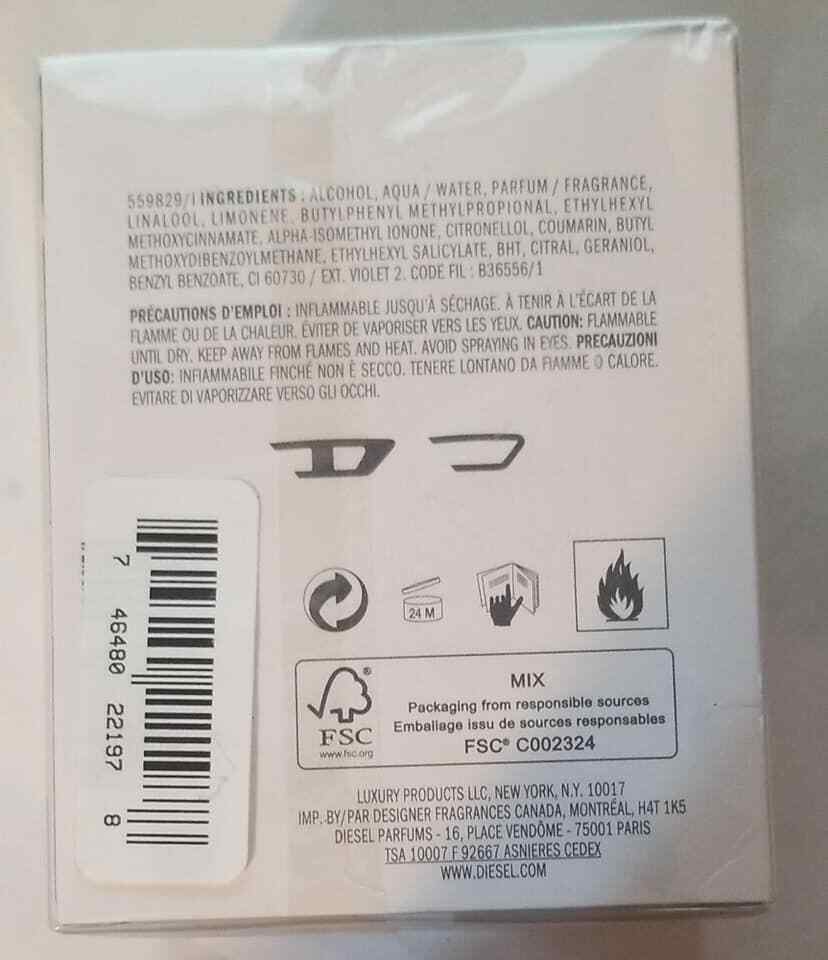 559829/I INGREDIENTS : ALCOHOL, AQUA / WATER, PARFUM / FRAGRANCE,
LINALOOL, LIMONENE, BUTYLPHENYL METHYLPROPIONAL, ETHYLHEXYL
METHOXYCINNAMATE, ALPHA-ISOMETHYL IONONE, CITRONELLOL, COUMARIN, BUTYL
METHOXYDIBENZOYLMETHANE, ETHYLHEXYL SALICYLATE, BHT, CITRAL, GERANIOL,
BENZYL BENZOATE, CI 60730 / EXT. VIOLET 2. CODE FIL : B36556/1
PRÉCAUTIONS D'EMPLOI : INFLAMMABLE JUSQU'À SÉCHAGE. À TENIR À L'ÉCART DE LA
FLAMME OU DE LA CHALEUR. ÉVITER DE VAPORISER VERS LES YEUX. CAUTION: FLAMMABLE
UNTIL DRY. KEEP AWAY FROM FLAMES AND HEAT. AVOID SPRAYING IN EYES. PRECAUZIONI
D'USO: INFIAMMABILE FINCHÉ NON È SECCO. TENERE LONTANO DA FIAMME O CALORE.
EVITARE DI VAPORIZZARE VERSO GLI OCCHI.
D
24 M
7 46480 22197 8
MIX
Packaging from responsible sources
Emballage issu de sources responsables
FSC® C002324
FSC
www.fsc.org
LUXURY PRODUCTS LLC, NEW YORK, N.Y. 10017
IMP.-BY/PAR DESIGNER FRAGRANCES CANADA, MONTRÉAL, H4T 1K5
DIESEL PARFUMS - 16, PLACE VENDÔME - 75001 PARIS
TSA 10007 F 92667 ASNIERES CEDEX
WWW.DIESEL.COM